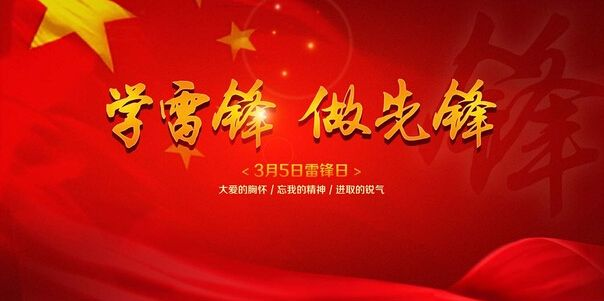 学雷锋 做先锋
< 3月5日雷锋日 >
大爱的胸怀 / 忘我的精神 / 进取的锐气
锋